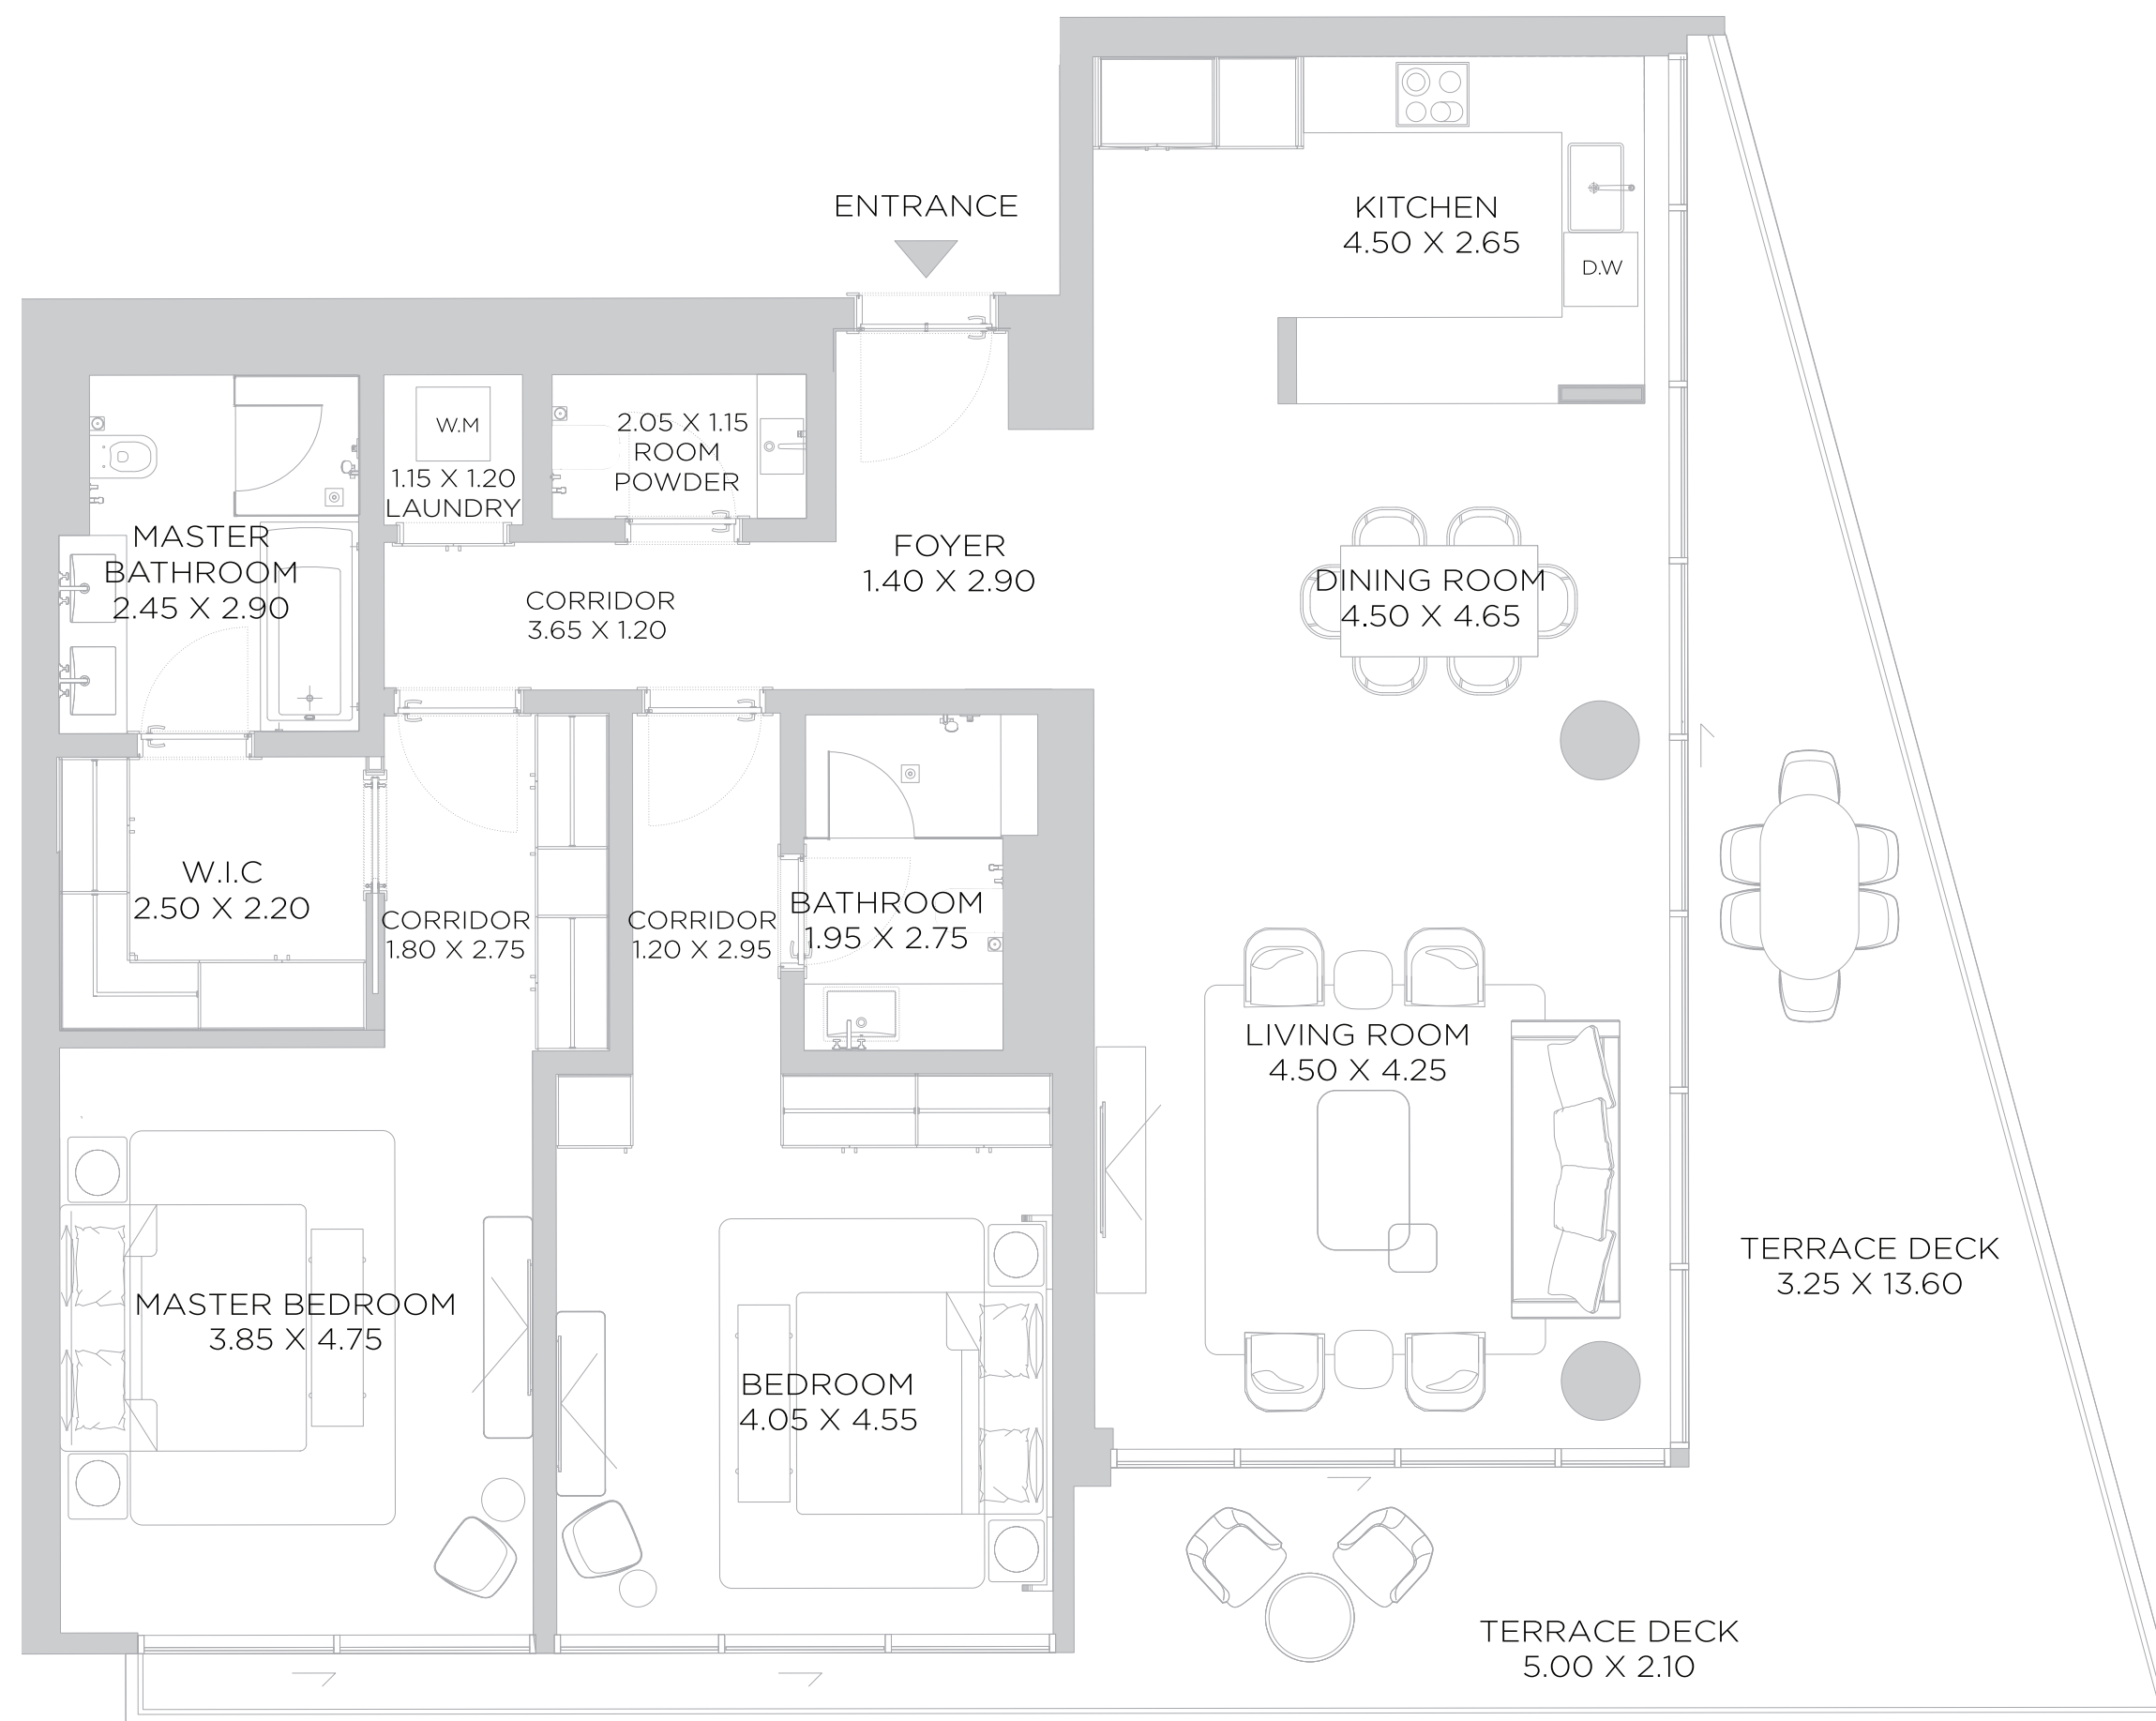 ENTRANCE
KITCHEN
4.50 X 2.65
D.W
W.M
1.15 X 1.20
LAUNDRY
2.05 X 1.15
ROOM
POWDER
MASTER
BATHROOM
2.45 X 2.90
CORRIDOR
3.65 X 1.20
FOYER
1.40 X 2.90
DINING ROOM
4.50 X 4.65
W.I.C
2.50 X 2.20
CORRIDOR
1.80 X 2.75
CORRIDOR
1.20 X 2.95
BATHROOM
1.95 X 2.75
LIVING ROOM
4.50 X 4.25
TERRACE DECK
3.25 X 13.60
MASTER BEDROOM
3.85 X 4.75
BEDROOM
4.05 X 4.55
TERRACE DECK
5.00 X 2.10